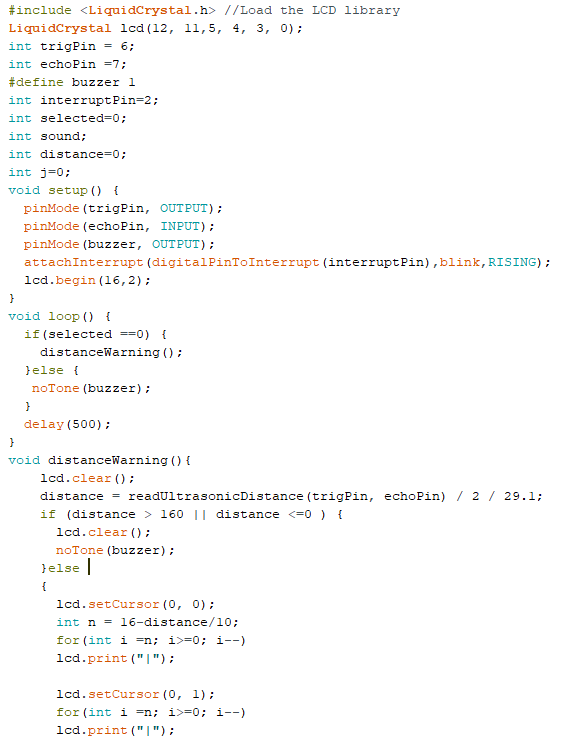 #include <LiquidCrystal.h> //Load the LCD library
LiquidCrystal lcd(12, 11,5, 4, 3, 0);
int trigPin = 6;
int echoPin =7;
#define buzzer 1
int interruptPin=2;
int selected=0;
int sound;
int distance=0;
int j=0;
void setup() {
  pinMode(trigPin, OUTPUT);
  pinMode(echoPin, INPUT);
  pinMode(buzzer, OUTPUT);
  attachInterrupt(digitalPinToInterrupt(interruptPin),blink,RISING);
  lcd.begin(16,2);
}
void loop() {
  if(selected ==0) {
    distanceWarning();
  }else {
   noTone(buzzer);
  }
  delay(500);
}
void distanceWarning(){
    lcd.clear();
    distance = readUltrasonicDistance(trigPin, echoPin) / 2 / 29.1;
    if (distance > 160 || distance <=0 ) {
      lcd.clear();
      noTone(buzzer);
    }else
    {
      lcd.setCursor(0, 0);
      int n = 16-distance/10;
      for(int i =n; i>=0; i--)
      lcd.print("|");

      lcd.setCursor(0, 1);
      for(int i =n; i>=0; i--)
      lcd.print("|");